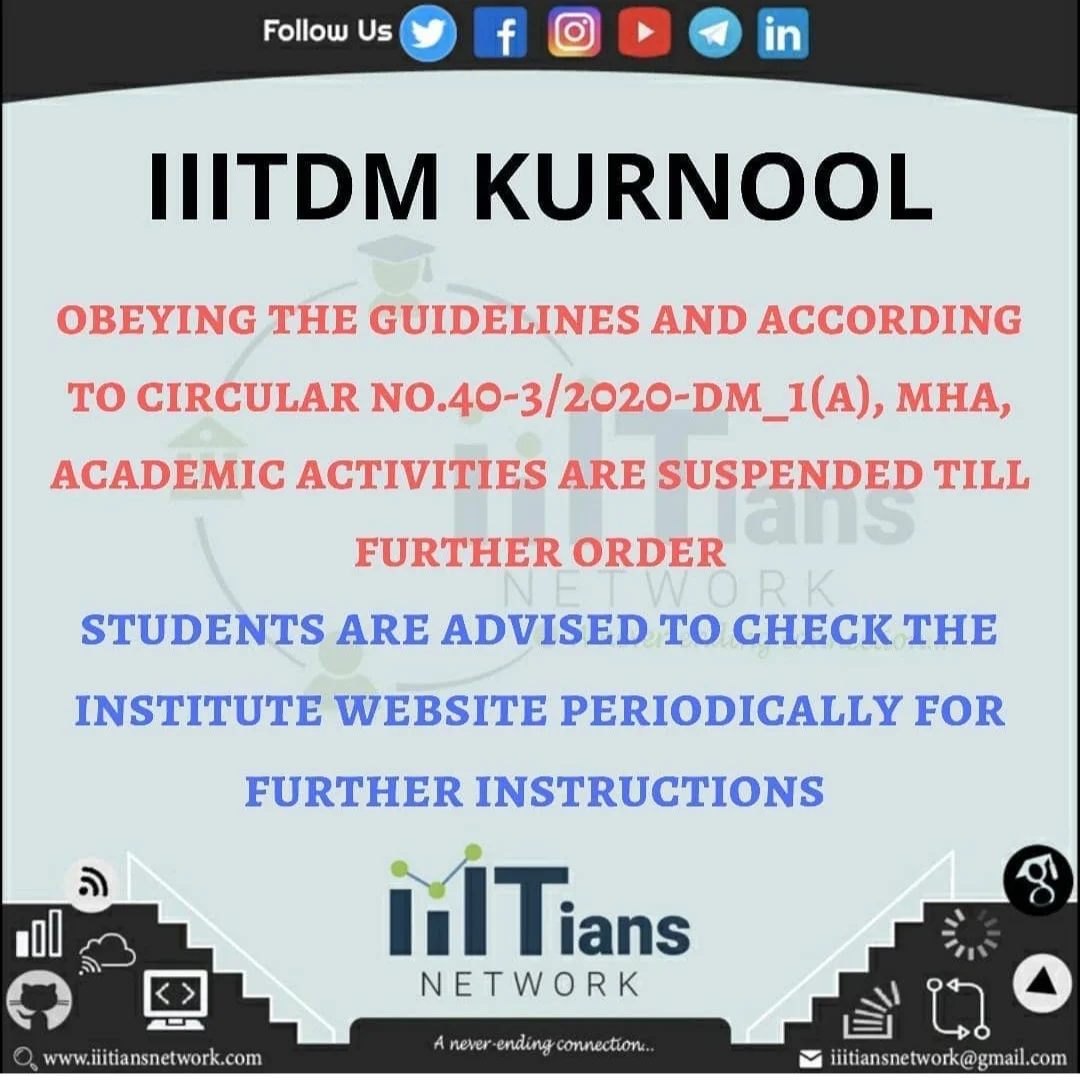 Follow Us
IIITDM KURNOOL
OBEYING THE GUIDELINES AND ACCORDING
TO CIRCULAR NO.40-3/2020-DM_1(A), MHA,
ACADEMIC ACTIVITIES ARE SUSPENDED TILL
FURTHER ORDER
STUDENTS ARE ADVISED TO CHECK THE
INSTITUTE WEBSITE PERIODICALLY FOR
FURTHER INSTRUCTIONS
iiiTians
NETWORK
iiiTians
NETWORK
A never-ending connection...
www.iiitiansnetwork.com
iiitiansnetwork@gmail.com